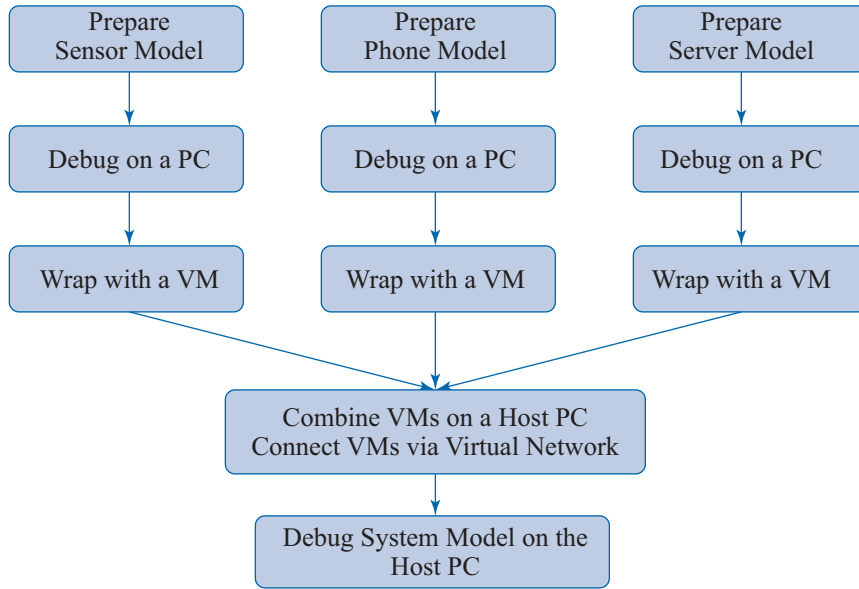 Prepare
Sensor Model
Prepare
Phone Model
Prepare
Server Model
Debug on a PC
Debug on a PC
Debug on a PC
Wrap with a VM
Wrap with a VM
Wrap with a VM
Combine VMs on a Host PC
Connect VMs via Virtual Network
Debug System Model on the
Host PC